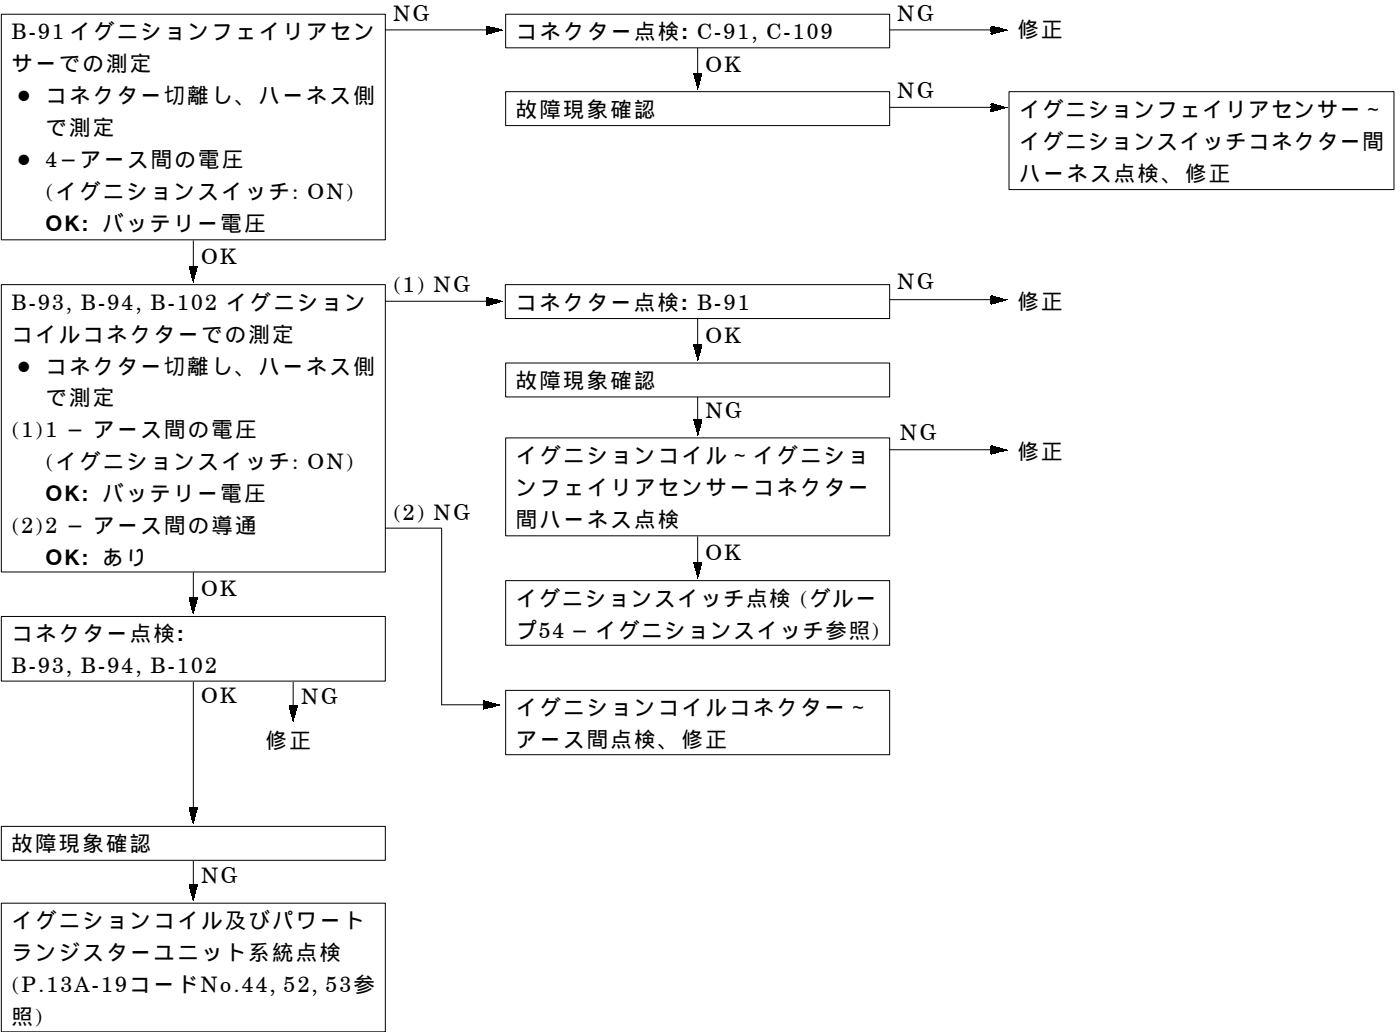 B-91 イグニションフェイリアセン
サーでの測定
● コネクター切離し、ハーネス側
で測定
● 4−アース間の電圧
(イグニションスイッチ: ON)
OK: バッテリー電圧
NG
コネクター点検: C-91, C-109
NG
修正
OK
故障現象確認
NG
イグニションフェイリアセンサー ~
イグニションスイッチコネクター間
ハーネス点検、修正
OK
B-93, B-94, B-102 イグニション
コイルコネクターでの測定
● コネクター切離し、ハーネス側
で測定
(1)1 − アース間の電圧
(イグニションスイッチ: ON)
OK: バッテリー電圧
(2)2 − アース間の導通
OK: あり
(1) NG
コネクター点検: B-91
NG
修正
OK
故障現象確認
NG
イグニションコイル ~ イグニショ
ンフェイリアセンサーコネクター
間ハーネス点検
NG
修正
OK
イグニションスイッチ点検 (グルー
プ54 − イグニションスイッチ参照)
(2) NG
イグニションコイルコネクター ~
アース間点検、修正
OK
コネクター点検:
B-93, B-94, B-102
OK
NG
修正
故障現象確認
NG
イグニションコイル及びパワート
ランジスターユニット系統点検
(P.13A-19コードNo.44, 52, 53参
照)